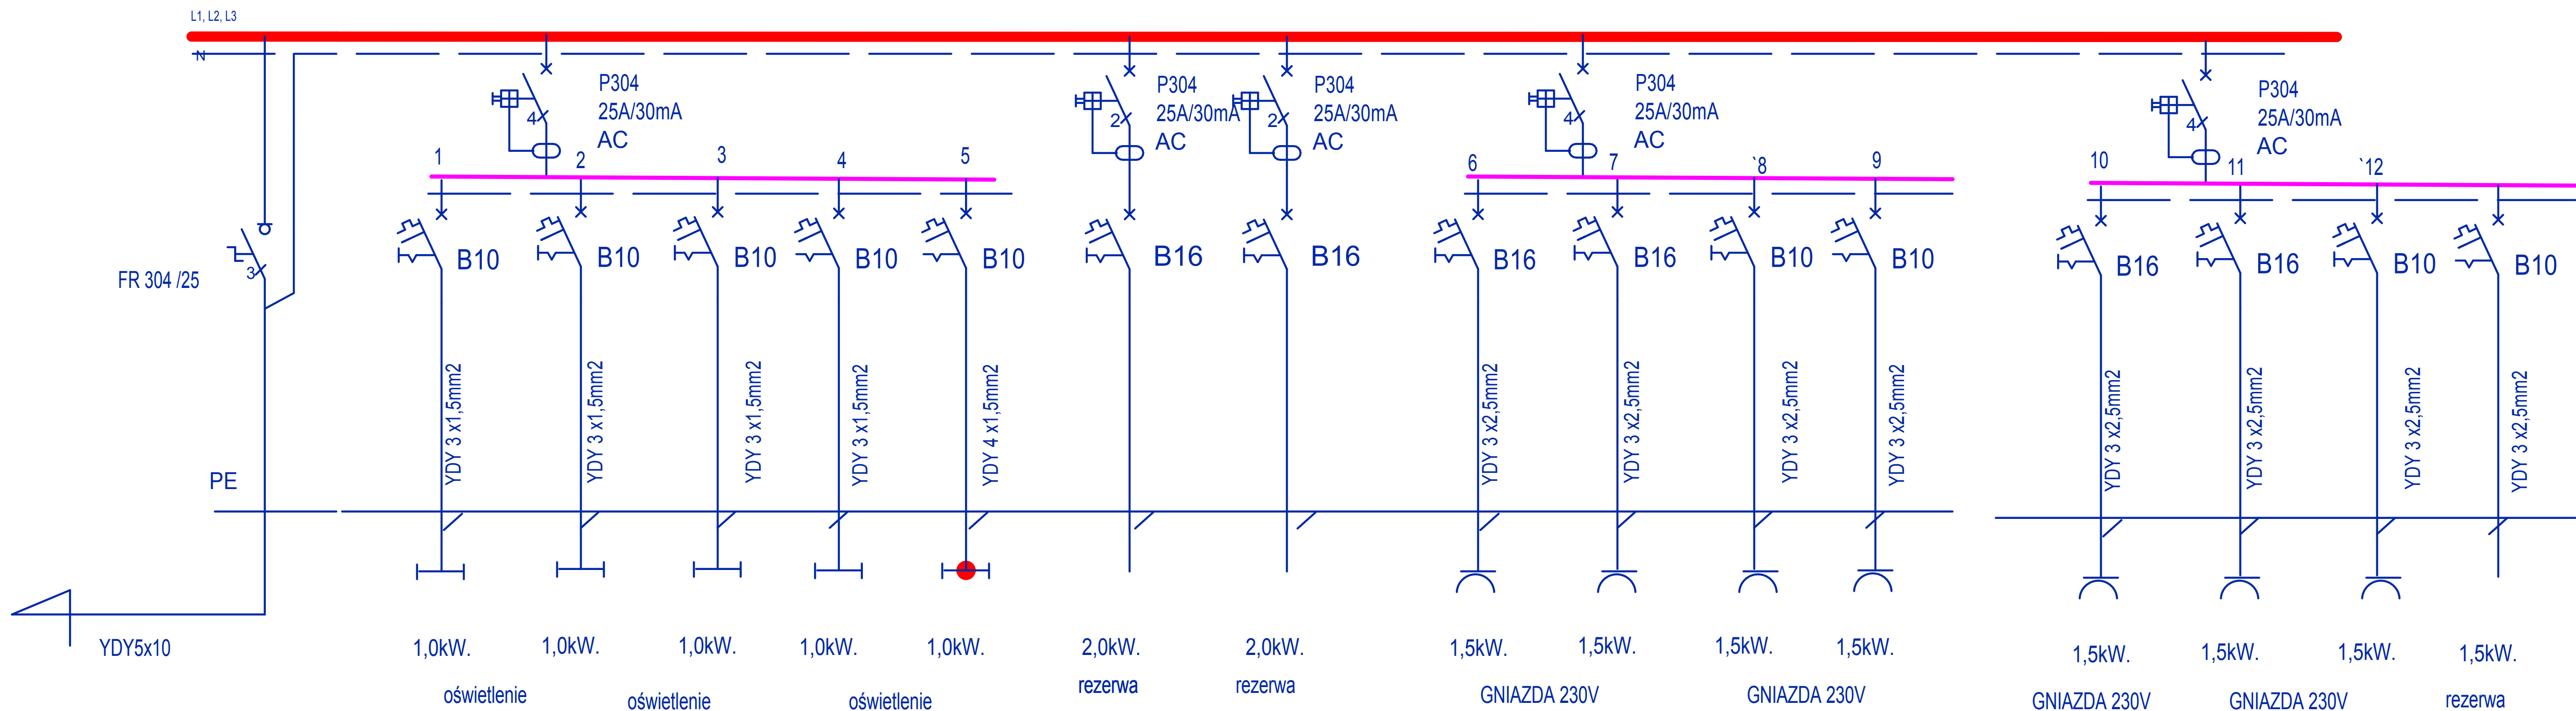 L1, L2, L3
N
P304
25A/30mA
AC
4
P304
25A/30mA
AC
2
P304
25A/30mA
AC
2
P304
25A/30mA
AC
4
P304
25A/30mA
AC
4
1
2
3
4
5
6
7
`8
9
10
11
`12
FR 304 /25
3
B10
B10
B10
B10
B10
B16
B16
B16
B16
B10
B10
B16
B16
B10
B10
YDY 3 x1,5mm2
YDY 3 x1,5mm2
YDY 3 x1,5mm2
YDY 3 x1,5mm2
YDY 4 x1,5mm2
YDY 3 x2,5mm2
YDY 3 x2,5mm2
YDY 3 x2,5mm2
YDY 3 x2,5mm2
YDY 3 x2,5mm2
YDY 3 x2,5mm2
YDY 3 x2,5mm2
YDY 3 x2,5mm2
PE
YDY5x10
1,0kW.
1,0kW.
1,0kW.
1,0kW.
1,0kW.
2,0kW.
2,0kW.
1,5kW.
1,5kW.
1,5kW.
1,5kW.
1,5kW.
1,5kW.
1,5kW.
1,5kW.
oświetlenie
oświetlenie
oświetlenie
rezerwa
rezerwa
GNIAZDA 230V
GNIAZDA 230V
GNIAZDA 230V
GNIAZDA 230V
rezerwa